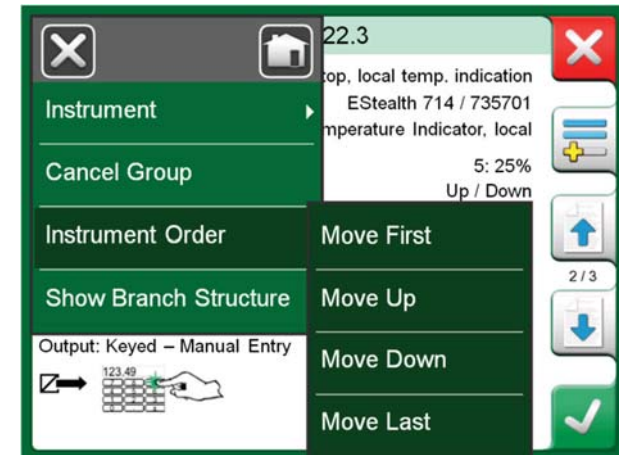 22.3
top, local temp. indication
Instrument
EStealth 714 / 735701
mperature Indicator, local
Cancel Group
5: 25%
Up / Down
Instrument Order
Move First
2 / 3
Show Branch Structure
Move Up
Output: Keyed – Manual Entry
Move Down
123.49
Move Last